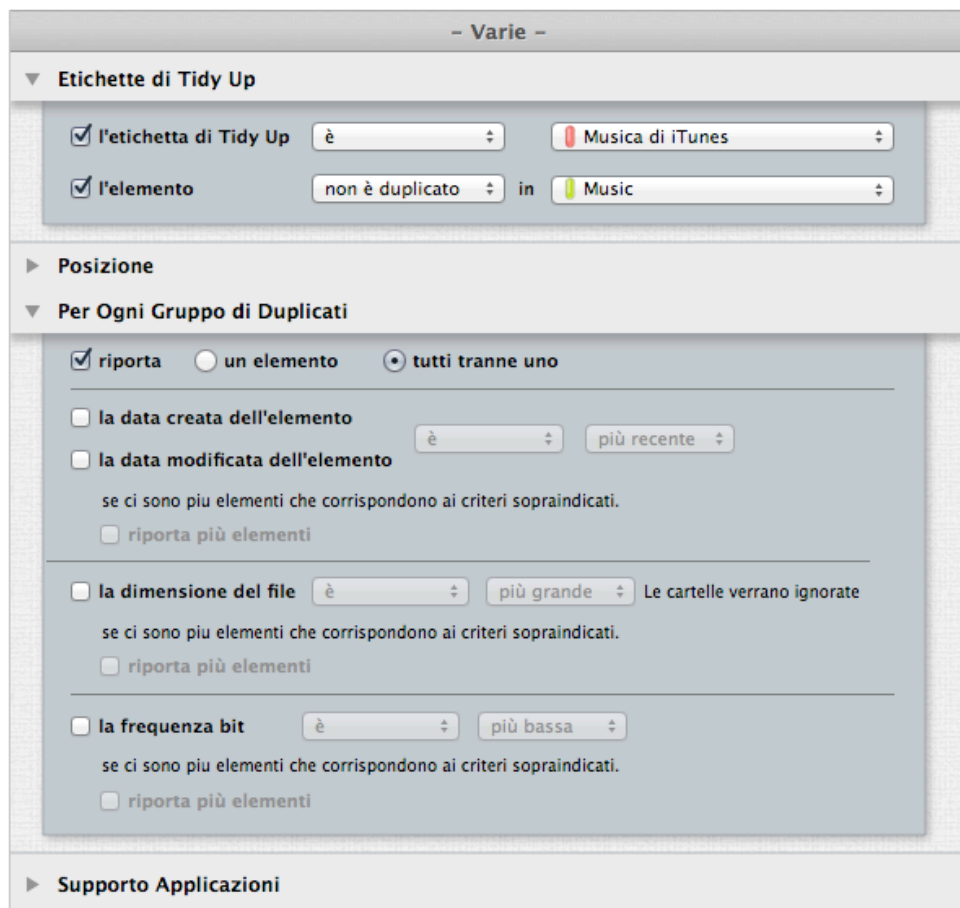 – Varie –
Etichette di Tidy Up
l'etichetta di Tidy Up è Musica di iTunes
l'elemento non è duplicato in Music
Posizione
Per Ogni Gruppo di Duplicati
riporta un elemento tutti tranne uno
la data creata dell'elemento
è più recente
la data modificata dell'elemento
se ci sono piu elementi che corrispondono ai criteri sopraindicati.
riporta più elementi
la dimensione del file è più grande Le cartelle verrano ignorate
se ci sono piu elementi che corrispondono ai criteri sopraindicati.
riporta più elementi
la frequenza bit è più bassa
se ci sono piu elementi che corrispondono ai criteri sopraindicati.
riporta più elementi
Supporto Applicazioni